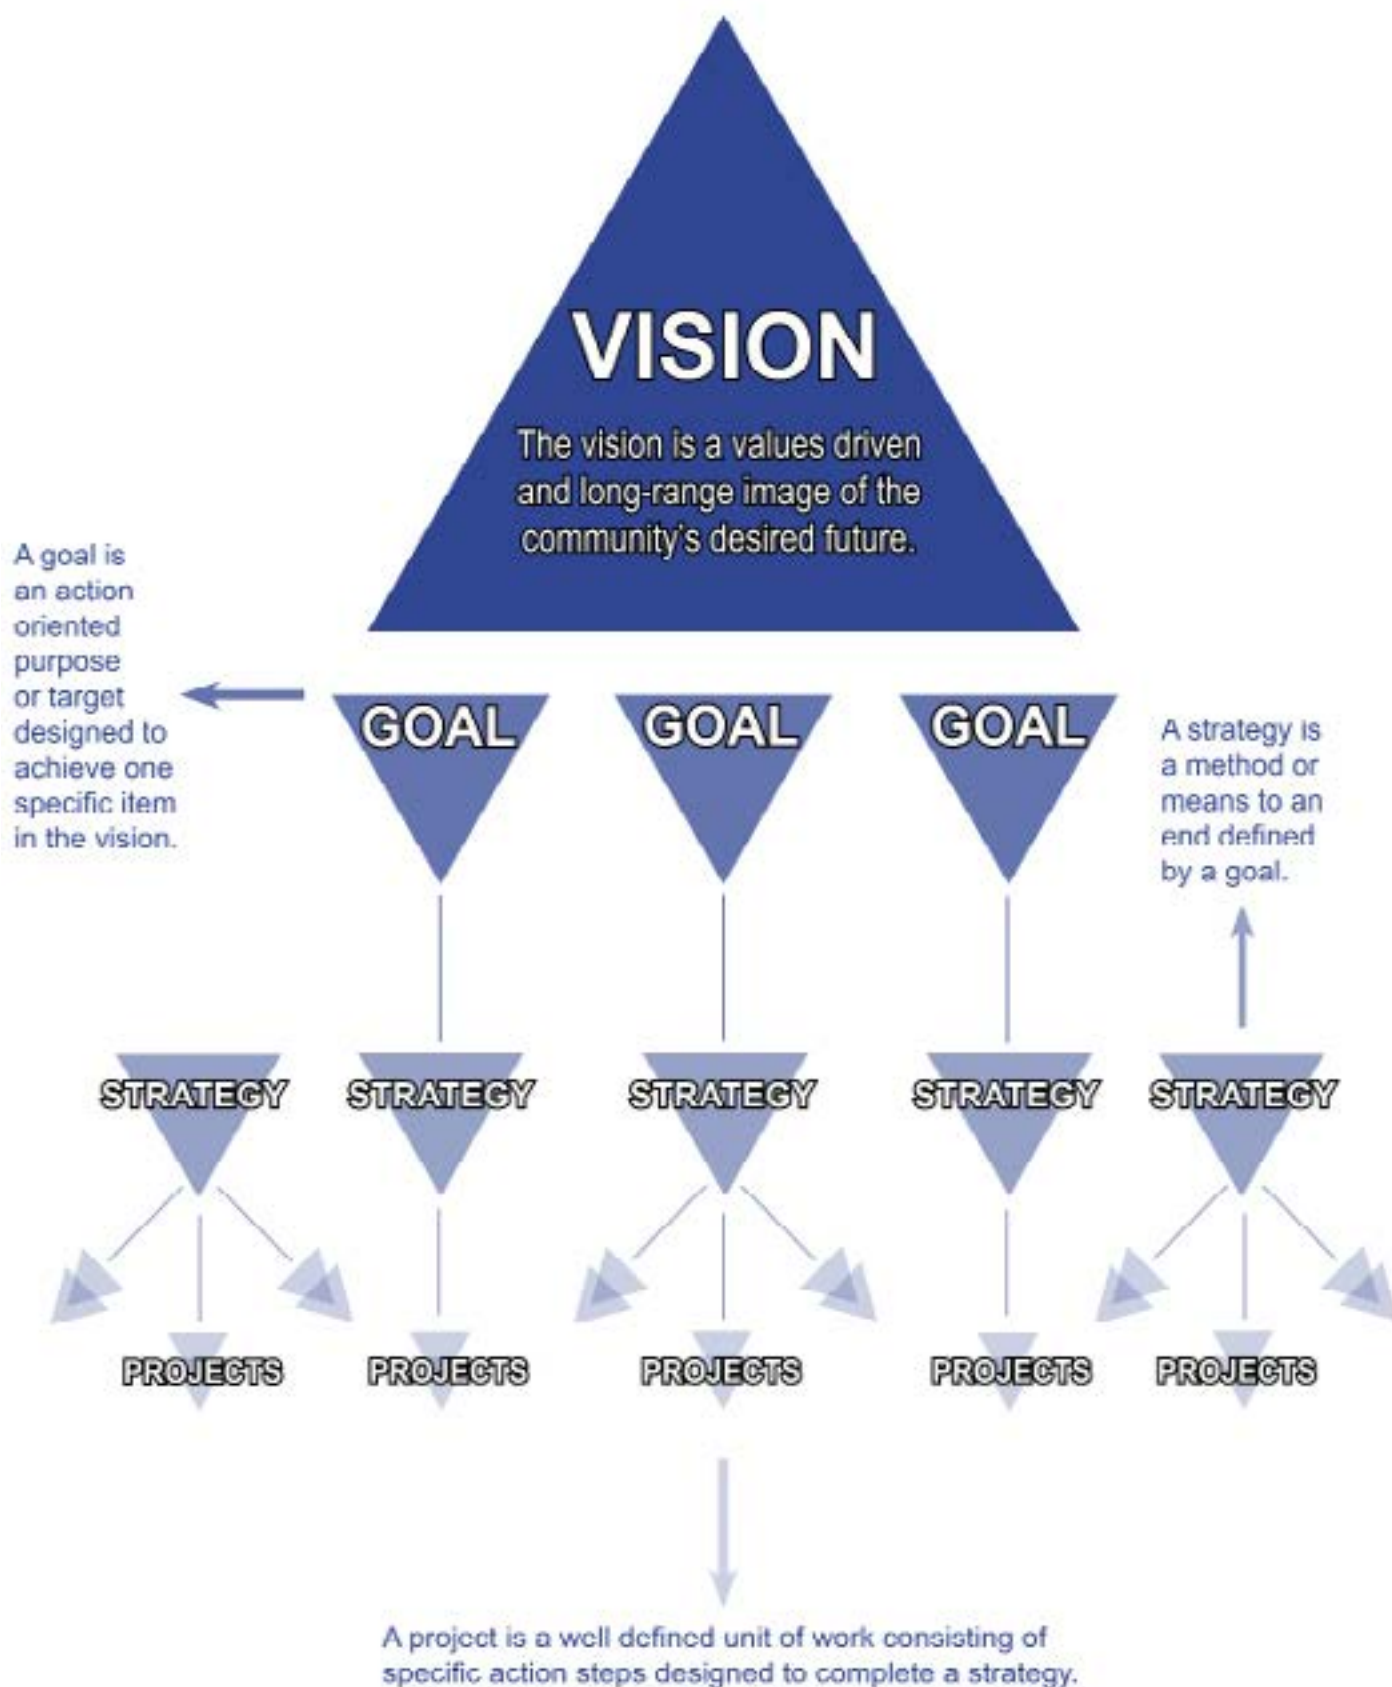 VISION
The vision is a values driven
and long-range image of the
community's desired future.
A goal is
an action
oriented
purpose
or target
designed to
achieve one
specific item
in the vision.
GOAL GOAL GOAL
A strategy is
a method or
means to an
end defined
by a goal.
STRATEGY STRATEGY STRATEGY STRATEGY STRATEGY
PROJECTS PROJECTS PROJECTS PROJECTS PROJECTS
A project is a well defined unit of work consisting of
specific action steps designed to complete a strategy.